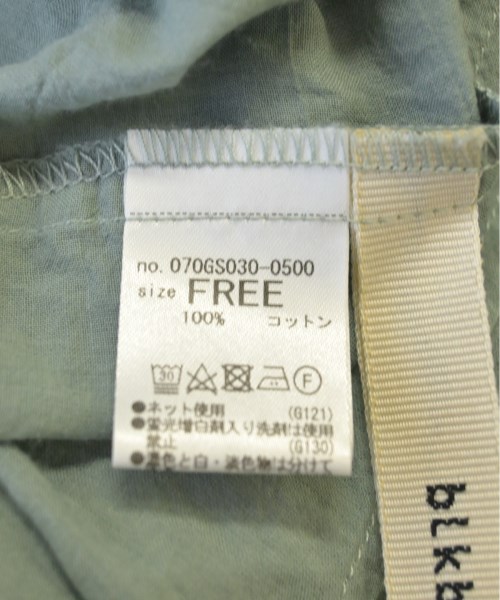 no. 070GS030-0500
size FREE
100% コットン
30
F
●ネット使用 (G121)
●蛍光増白剤入り洗剤は使用
禁止 (G130)
●濃色と白・淡色物は分けて
blkb